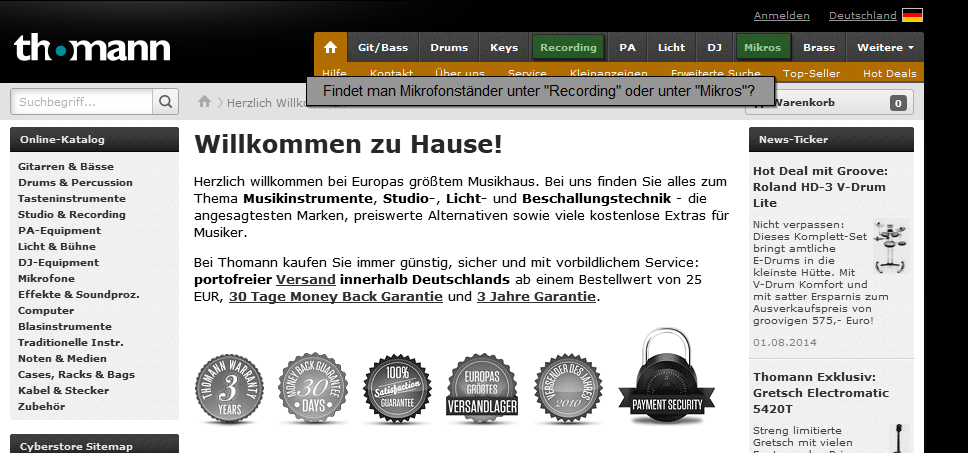 Anmelden Deutschland
th•mann
Git/Bass Drums Keys Recording PA Licht DJ Mikros Brass Weitere
Hilfe Kontakt Über uns Service Kleinanzeigen Erweiterte Suche Top-Seller Hot Deals
Findet man Mikrofonständer unter "Recording" oder unter "Mikros"?
Suchbegriff... Herzlich Willkommen Warenkorb 0
Online-Katalog
Gitarren & Bässe
Drums & Percussion
Tasteninstrumente
Studio & Recording
PA-Equipment
Licht & Bühne
DJ-Equipment
Mikrofone
Effekte & Soundproz.
Computer
Blasinstrumente
Traditionelle Instr.
Noten & Medien
Cases, Racks & Bags
Kabel & Stecker
Zubehör
Cyberstore Sitemap
Willkommen zu Hause!
Herzlich willkommen bei Europas größtem Musikhaus. Bei uns finden Sie alles zum
Thema Musikinstrumente, Studio-, Licht- und Beschallungstechnik - die
angesagtesten Marken, preiswerte Alternativen sowie viele kostenlose Extras für
Musiker.
Bei Thomann kaufen Sie immer günstig, sicher und mit vorbildlichem Service:
portofreier Versand innerhalb Deutschlands ab einem Bestellwert von 25
EUR, 30 Tage Money Back Garantie und 3 Jahre Garantie.
THOMANN WARRANTY
3
YEARS
MONEY BACK GUARANTEE
30
DAYS
100%
Satisfaction
GUARANTEE
EUROPAS
GRÖßTES
VERSANDLAGER
VERSENDER DES JAHRES
2011
PAYMENT SECURITY
News-Ticker
Hot Deal mit Groove:
Roland HD-3 V-Drum
Lite
Nicht verpassen:
Dieses Komplett-Set
bringt amtliche
E-Drums in die
kleinste Hütte. Mit
V-Drum Komfort und
mit satter Ersparnis zum
Ausverkaufspreis von
groovigen 575,- Euro!
01.08.2014
Thomann Exklusiv:
Gretsch Electromatic
5420T
Streng limitierte
Gretsch mit vielen